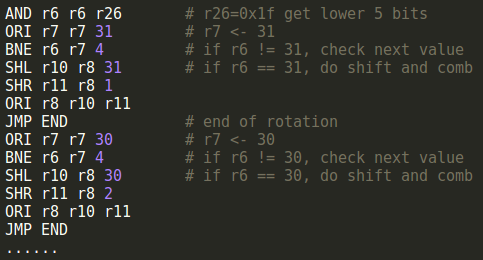 AND r6 r6 r26 # r26=0x1f get lower 5 bits
ORI r7 r7 31 # r7 <- 31
BNE r6 r7 4 # if r6 != 31, check next value
SHL r10 r8 31 # if r6 == 31, do shift and comb
SHR r11 r8 1
ORI r8 r10 r11
JMP END # end of rotation
ORI r7 r7 30 # r7 <- 30
BNE r6 r7 4 # if r6 != 30, check next value
SHL r10 r8 30 # if r6 == 30, do shift and comb
SHR r11 r8 2
ORI r8 r10 r11
JMP END
......